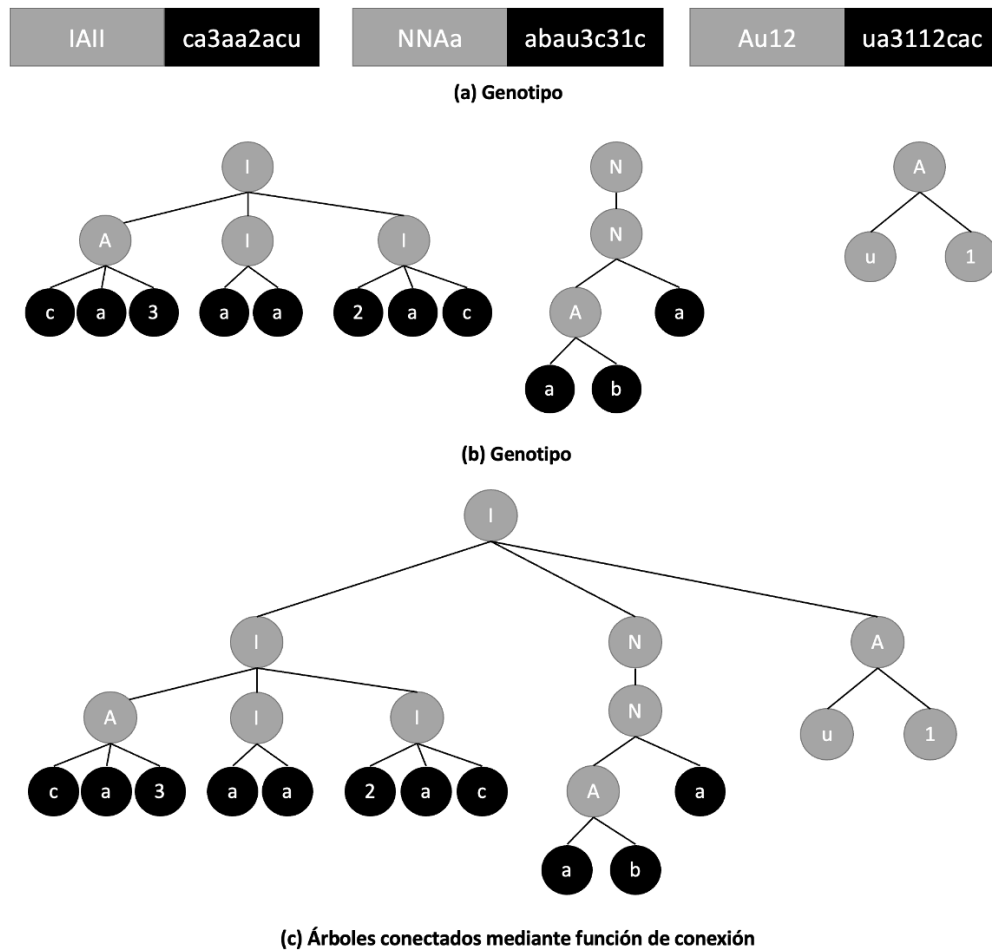 IAII ca3aa2acu NNAa abau3c31c Au12 ua3112cac
(a) Genotipo
I N A
A I I N u 1
c a 3 a a 2 a c A a
a b
(b) Genotipo
I
I N A
A I I N u 1
c a 3 a a 2 a c A a
a b
(c) Árboles conectados mediante función de conexión